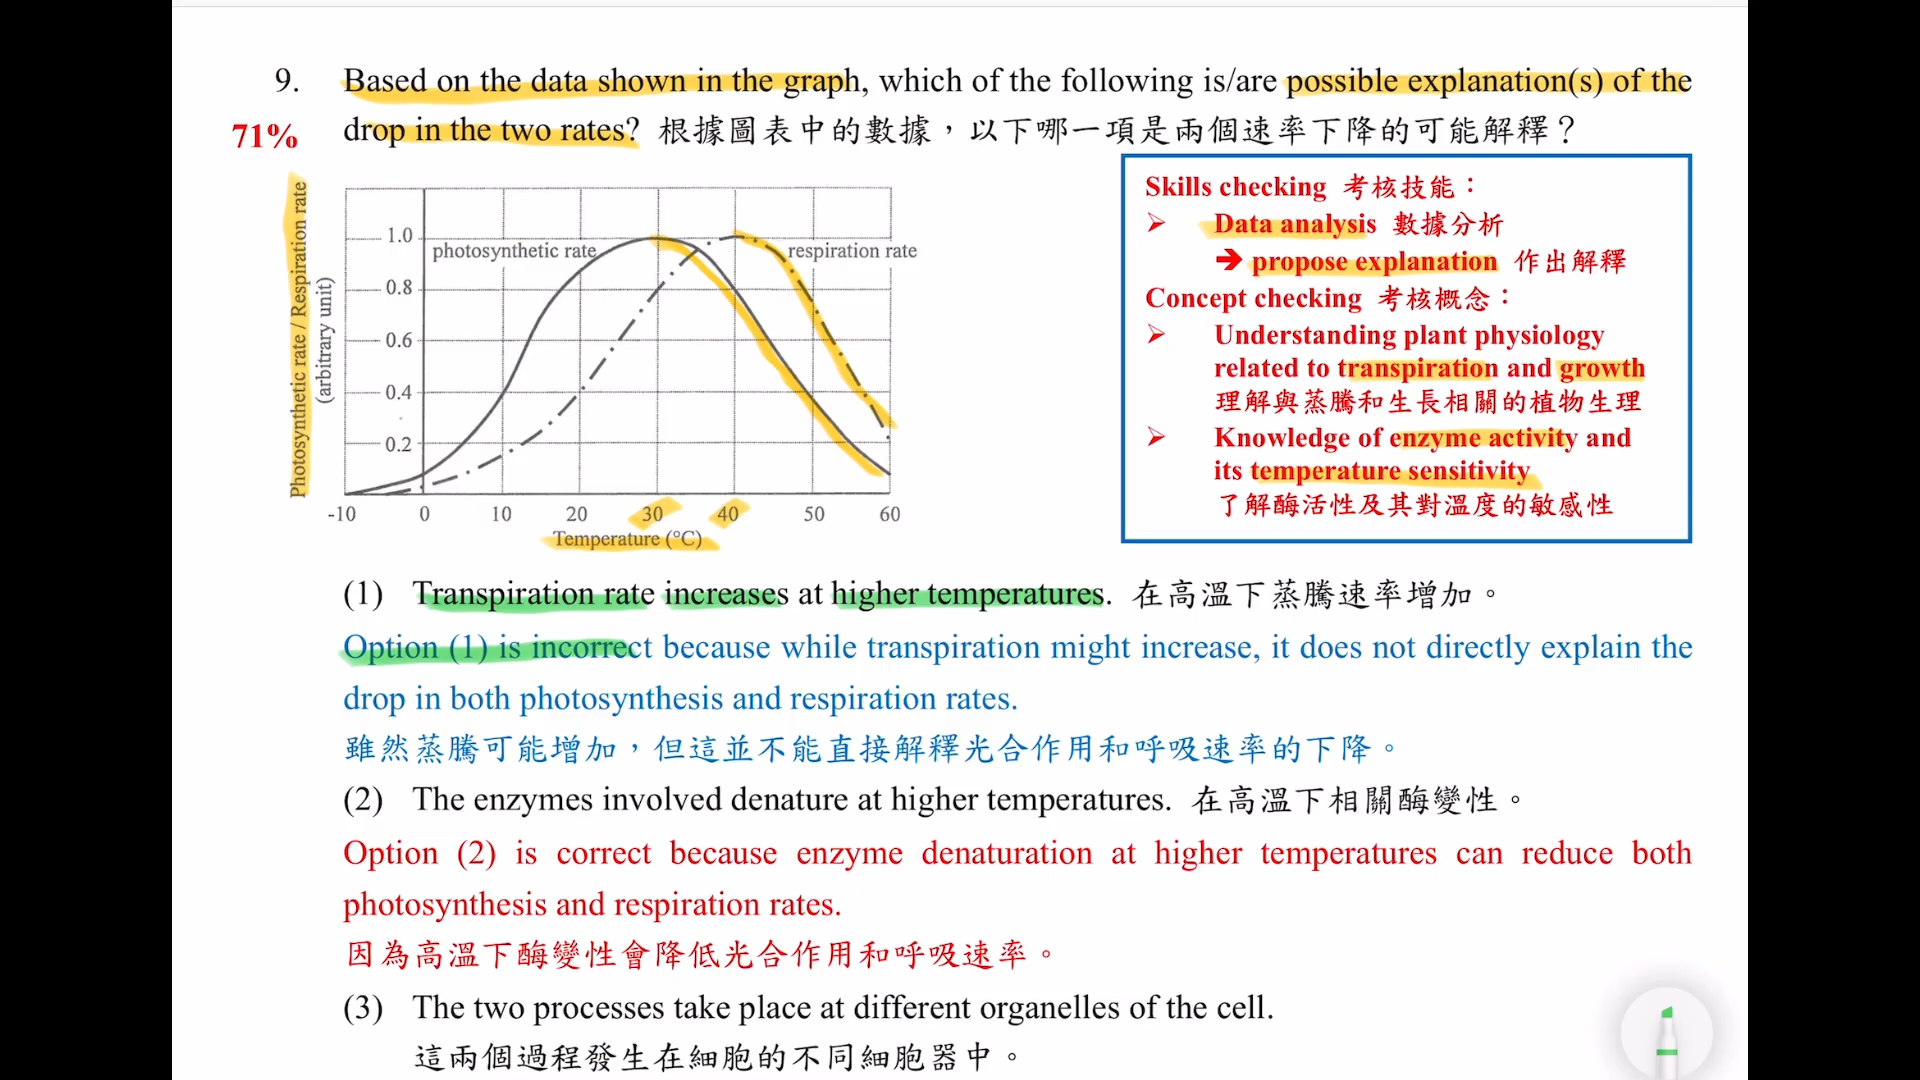 9. Based on the data shown in the graph, which of the following is/are possible explanation(s) of the
71% drop in the two rates? 根據圖表中的數據，以下哪一項是兩個速率下降的可能解釋？
Photosynthetic rate / Respiration rate
(arbitrary unit)
1.0
0.8
0.6
0.4
0.2
photosynthetic rate
respiration rate
-10 0 10 20 30 40 50 60
Temperature (°C)
Skills checking 考核技能：
➢ Data analysis 數據分析
➔ propose explanation 作出解釋
Concept checking 考核概念：
➢ Understanding plant physiology
related to transpiration and growth
理解與蒸騰和生長相關的植物生理
➢ Knowledge of enzyme activity and
its temperature sensitivity
了解酶活性及其對溫度的敏感性
(1) Transpiration rate increases at higher temperatures. 在高溫下蒸騰速率增加。
Option (1) is incorrect because while transpiration might increase, it does not directly explain the
drop in both photosynthesis and respiration rates.
雖然蒸騰可能增加，但這並不能直接解釋光合作用和呼吸速率的下降。
(2) The enzymes involved denature at higher temperatures. 在高溫下相關酶變性。
Option (2) is correct because enzyme denaturation at higher temperatures can reduce both
photosynthesis and respiration rates.
因為高溫下酶變性會降低光合作用和呼吸速率。
(3) The two processes take place at different organelles of the cell.
這兩個過程發生在細胞的不同細胞器中。